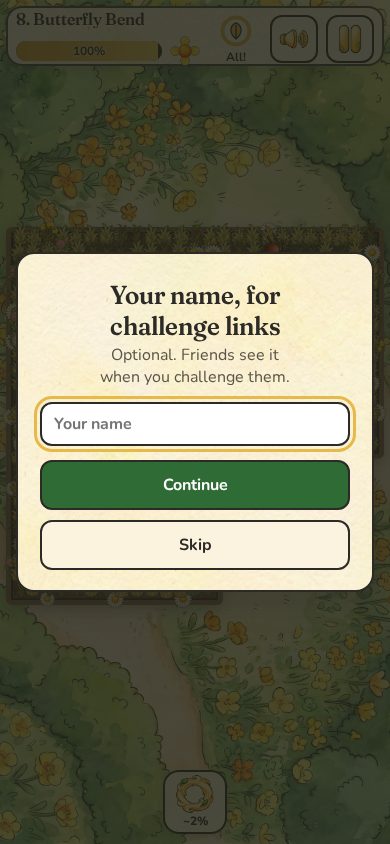 8. Butterfly Bend
100%
All!
Your name, for
challenge links
Optional. Friends see it
when you challenge them.
Your name
Continue
Skip
~2%